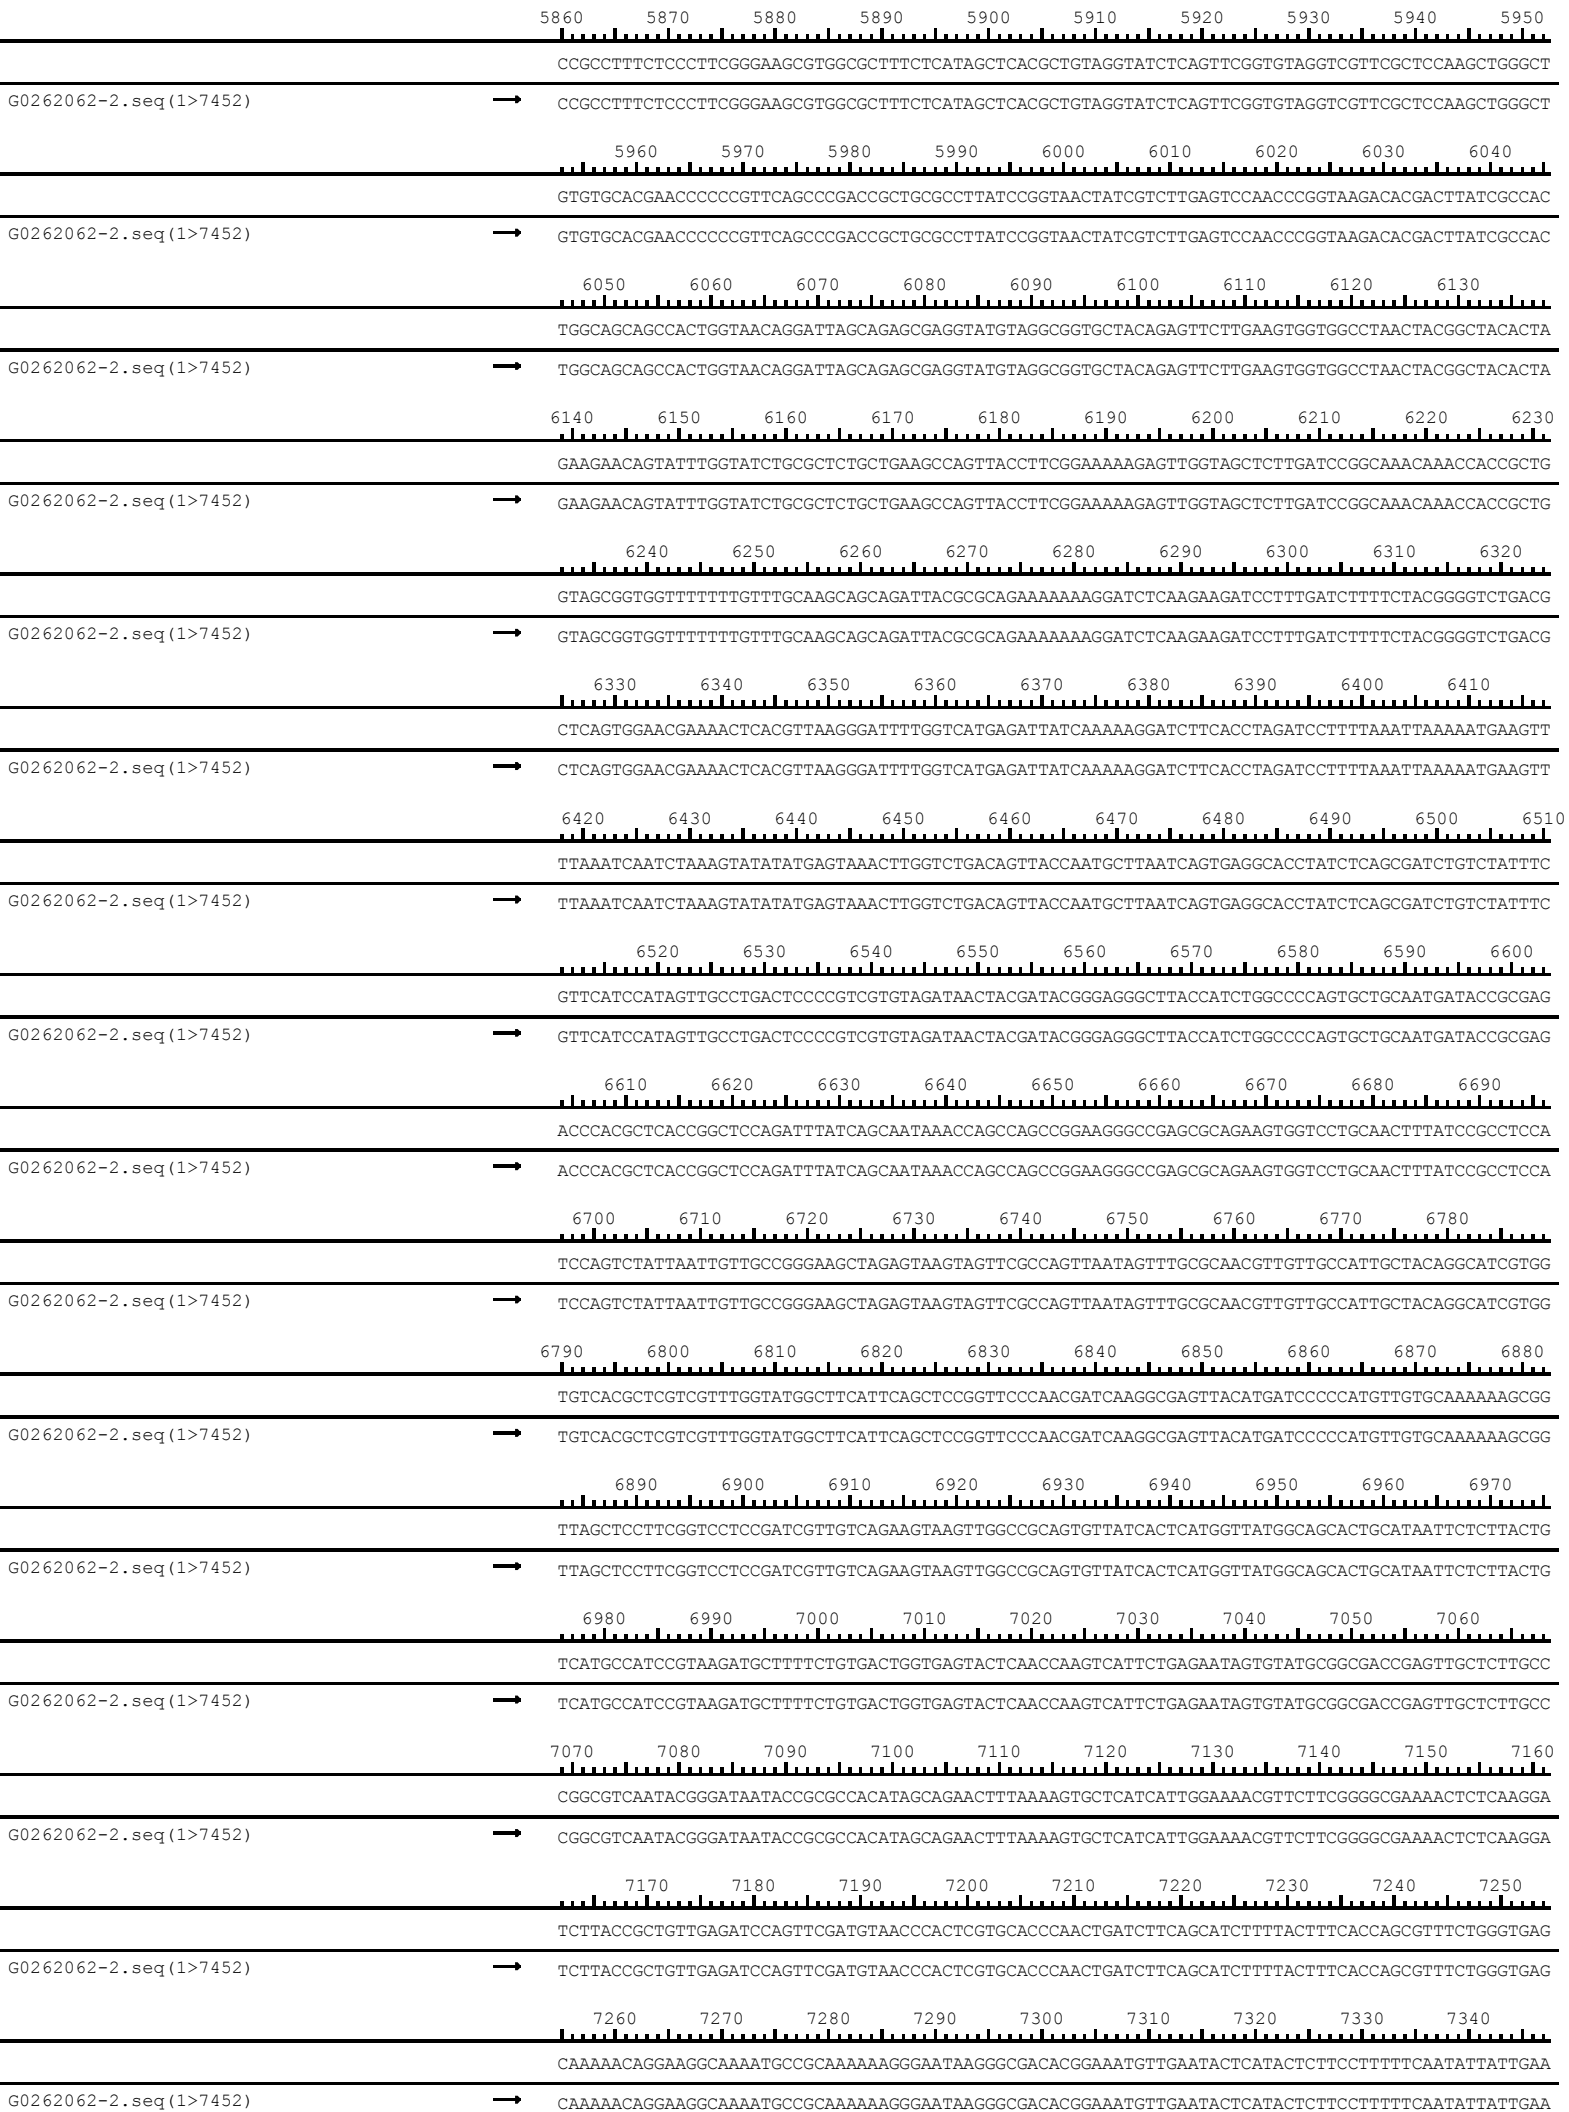 5860 5870 5880 5890 5900 5910 5920 5930 5940 5950
CCGCCTTTCTCCCTTCGGGAAGCGTGGCGCTTTCTCATAGCTCACGCTGTAGGTATCTCAGTTCGGTGTAGGTCGTTCGCTCCAAGCTGGGCT
G0262062-2.seq(1>7452) → CCGCCTTTCTCCCTTCGGGAAGCGTGGCGCTTTCTCATAGCTCACGCTGTAGGTATCTCAGTTCGGTGTAGGTCGTTCGCTCCAAGCTGGGCT
5960 5970 5980 5990 6000 6010 6020 6030 6040
GTGTGCACGAACCCCCCGTTCAGCCCGACCGCTGCGCCTTATCCGGTAACTATCGTCTTGAGTCCAACCCGGTAAGACACGACTTATCGCCAC
G0262062-2.seq(1>7452) → GTGTGCACGAACCCCCCGTTCAGCCCGACCGCTGCGCCTTATCCGGTAACTATCGTCTTGAGTCCAACCCGGTAAGACACGACTTATCGCCAC
6050 6060 6070 6080 6090 6100 6110 6120 6130
TGGCAGCAGCCACTGGTAACAGGATTAGCAGAGCGAGGTATGTAGGCGGTGCTACAGAGTTCTTGAAGTGGTGGCCTAACTACGGCTACACTA
G0262062-2.seq(1>7452) → TGGCAGCAGCCACTGGTAACAGGATTAGCAGAGCGAGGTATGTAGGCGGTGCTACAGAGTTCTTGAAGTGGTGGCCTAACTACGGCTACACTA
6140 6150 6160 6170 6180 6190 6200 6210 6220 6230
GAAGAACAGTATTTGGTATCTGCGCTCTGCTGAAGCCAGTTACCTTCGGAAAAAGAGTTGGTAGCTCTTGATCCGGCAAACAAACCACCGCTG
G0262062-2.seq(1>7452) → GAAGAACAGTATTTGGTATCTGCGCTCTGCTGAAGCCAGTTACCTTCGGAAAAAGAGTTGGTAGCTCTTGATCCGGCAAACAAACCACCGCTG
6240 6250 6260 6270 6280 6290 6300 6310 6320
GTAGCGGTGGTTTTTTTGTTTGCAAGCAGCAGATTACGCGCAGAAAAAAAGGATCTCAAGAAGATCCTTTGATCTTTTCTACGGGGTCTGACG
G0262062-2.seq(1>7452) → GTAGCGGTGGTTTTTTTGTTTGCAAGCAGCAGATTACGCGCAGAAAAAAAGGATCTCAAGAAGATCCTTTGATCTTTTCTACGGGGTCTGACG
6330 6340 6350 6360 6370 6380 6390 6400 6410
CTCAGTGGAACGAAAACTCACGTTAAGGGATTTTGGTCATGAGATTATCAAAAAGGATCTTCACCTAGATCCTTTTAAATTAAAAATGAAGTT
G0262062-2.seq(1>7452) → CTCAGTGGAACGAAAACTCACGTTAAGGGATTTTGGTCATGAGATTATCAAAAAGGATCTTCACCTAGATCCTTTTAAATTAAAAATGAAGTT
6420 6430 6440 6450 6460 6470 6480 6490 6500 6510
TTAAATCAATCTAAAGTATATATGAGTAAACTTGGTCTGACAGTTACCAATGCTTAATCAGTGAGGCACCTATCTCAGCGATCTGTCTATTTC
G0262062-2.seq(1>7452) → TTAAATCAATCTAAAGTATATATGAGTAAACTTGGTCTGACAGTTACCAATGCTTAATCAGTGAGGCACCTATCTCAGCGATCTGTCTATTTC
6520 6530 6540 6550 6560 6570 6580 6590 6600
GTTCATCCATAGTTGCCTGACTCCCCGTCGTGTAGATAACTACGATACGGGAGGGCTTACCATCTGGCCCCAGTGCTGCAATGATACCGCGAG
G0262062-2.seq(1>7452) → GTTCATCCATAGTTGCCTGACTCCCCGTCGTGTAGATAACTACGATACGGGAGGGCTTACCATCTGGCCCCAGTGCTGCAATGATACCGCGAG
6610 6620 6630 6640 6650 6660 6670 6680 6690
ACCCACGCTCACCGGCTCCAGATTTATCAGCAATAAACCAGCCAGCCGGAAGGGCCGAGCGCAGAAGTGGTCCTGCAACTTTATCCGCCTCCA
G0262062-2.seq(1>7452) → ACCCACGCTCACCGGCTCCAGATTTATCAGCAATAAACCAGCCAGCCGGAAGGGCCGAGCGCAGAAGTGGTCCTGCAACTTTATCCGCCTCCA
6700 6710 6720 6730 6740 6750 6760 6770 6780
TCCAGTCTATTAATTGTTGCCGGGAAGCTAGAGTAAGTAGTTCGCCAGTTAATAGTTTGCGCAACGTTGTTGCCATTGCTACAGGCATCGTGG
G0262062-2.seq(1>7452) → TCCAGTCTATTAATTGTTGCCGGGAAGCTAGAGTAAGTAGTTCGCCAGTTAATAGTTTGCGCAACGTTGTTGCCATTGCTACAGGCATCGTGG
6790 6800 6810 6820 6830 6840 6850 6860 6870 6880
TGTCACGCTCGTCGTTTGGTATGGCTTCATTCAGCTCCGGTTCCCAACGATCAAGGCGAGTTACATGATCCCCCATGTTGTGCAAAAAAGCGG
G0262062-2.seq(1>7452) → TGTCACGCTCGTCGTTTGGTATGGCTTCATTCAGCTCCGGTTCCCAACGATCAAGGCGAGTTACATGATCCCCCATGTTGTGCAAAAAAGCGG
6890 6900 6910 6920 6930 6940 6950 6960 6970
TTAGCTCCTTCGGTCCTCCGATCGTTGTCAGAAGTAAGTTGGCCGCAGTGTTATCACTCATGGTTATGGCAGCACTGCATAATTCTCTTACTG
G0262062-2.seq(1>7452) → TTAGCTCCTTCGGTCCTCCGATCGTTGTCAGAAGTAAGTTGGCCGCAGTGTTATCACTCATGGTTATGGCAGCACTGCATAATTCTCTTACTG
6980 6990 7000 7010 7020 7030 7040 7050 7060
TCATGCCATCCGTAAGATGCTTTTCTGTGACTGGTGAGTACTCAACCAAGTCATTCTGAGAATAGTGTATGCGGCGACCGAGTTGCTCTTGCC
G0262062-2.seq(1>7452) → TCATGCCATCCGTAAGATGCTTTTCTGTGACTGGTGAGTACTCAACCAAGTCATTCTGAGAATAGTGTATGCGGCGACCGAGTTGCTCTTGCC
7070 7080 7090 7100 7110 7120 7130 7140 7150 7160
CGGCGTCAATACGGGATAATACCGCGCCACATAGCAGAACTTTAAAAGTGCTCATCATTGGAAAACGTTCTTCGGGGCGAAAACTCTCAAGGA
G0262062-2.seq(1>7452) → CGGCGTCAATACGGGATAATACCGCGCCACATAGCAGAACTTTAAAAGTGCTCATCATTGGAAAACGTTCTTCGGGGCGAAAACTCTCAAGGA
7170 7180 7190 7200 7210 7220 7230 7240 7250
TCTTACCGCTGTTGAGATCCAGTTCGATGTAACCCACTCGTGCACCCAACTGATCTTCAGCATCTTTTACTTTCACCAGCGTTTCTGGGTGAG
G0262062-2.seq(1>7452) → TCTTACCGCTGTTGAGATCCAGTTCGATGTAACCCACTCGTGCACCCAACTGATCTTCAGCATCTTTTACTTTCACCAGCGTTTCTGGGTGAG
7260 7270 7280 7290 7300 7310 7320 7330 7340
CAAAAACAGGAAGGCAAAATGCCGCAAAAAAGGGAATAAGGGCGACACGGAAATGTTGAATACTCATACTCTTCCTTTTTCAATATTATTGAA
G0262062-2.seq(1>7452) → CAAAAACAGGAAGGCAAAATGCCGCAAAAAAGGGAATAAGGGCGACACGGAAATGTTGAATACTCATACTCTTCCTTTTTCAATATTATTGAA